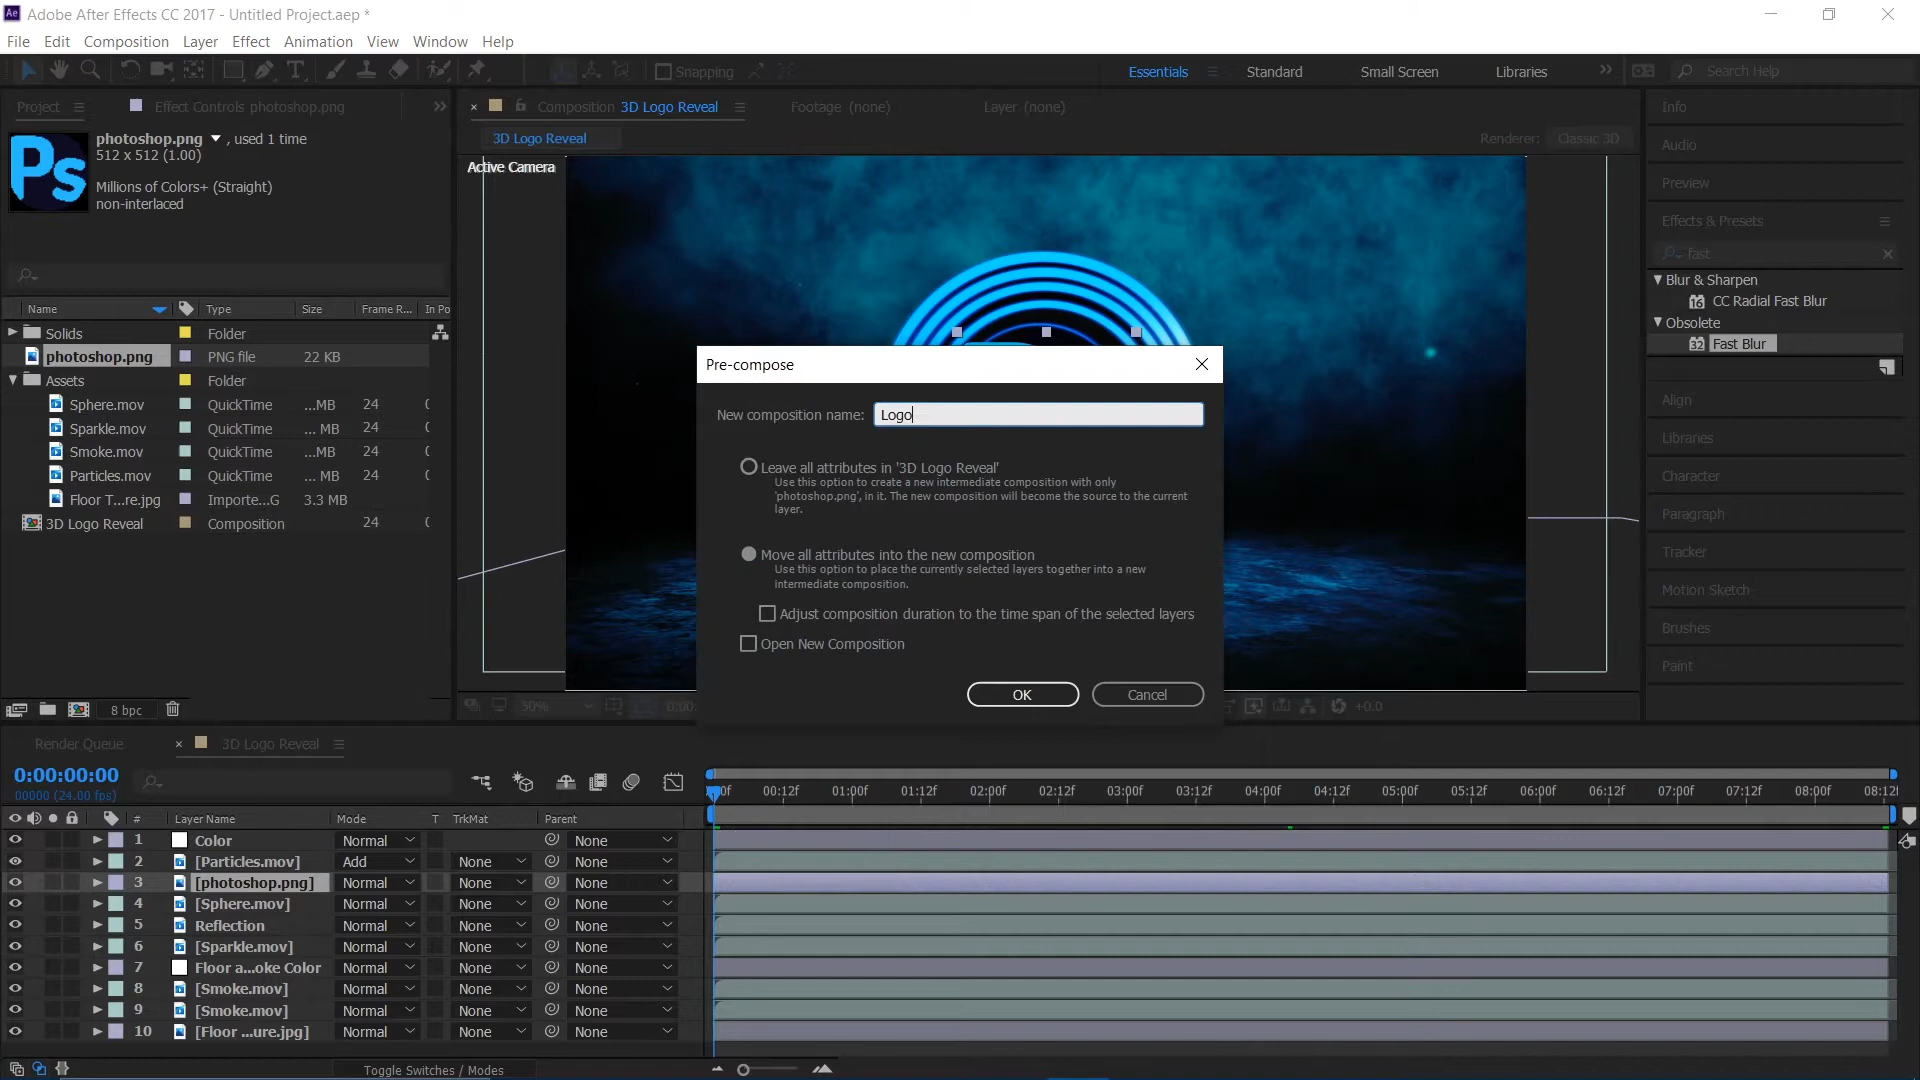 Ae Adobe After Effects CC 2017 - Untitled Project.aep *
File Edit Composition Layer Effect Animation View Window Help
Snapping Essentials Standard Small Screen Libraries Search Help
Project Effect Controls photoshop.png
Composition 3D Logo Reveal Footage (none) Layer (none)
Info
photoshop.png , used 1 time
512 x 512 (1.00)
Millions of Colors+ (Straight)
non-interlaced
Ps
3D Logo Reveal Renderer: Classic 3D
Active Camera
Audio
Preview
Effects & Presets
fast
Blur & Sharpen
16 CC Radial Fast Blur
Obsolete
32 Fast Blur
Align
Libraries
Character
Paragraph
Tracker
Motion Sketch
Brushes
Paint
Name Type Size Frame R... In Po
Solids Folder
photoshop.png PNG file 22 KB
Assets Folder
Sphere.mov QuickTime ...MB 24
Sparkle.mov QuickTime ... MB 24
Smoke.mov QuickTime ...MB 24
Particles.mov QuickTime ... MB 24
Floor T...re.jpg Importe...G 3.3 MB
3D Logo Reveal Composition 24
8 bpc
Pre-compose
New composition name: Logo
Leave all attributes in '3D Logo Reveal'
Use this option to create a new intermediate composition with only
'photoshop.png', in it. The new composition will become the source to the current
layer.
Move all attributes into the new composition
Use this option to place the currently selected layers together into a new
intermediate composition.
Adjust composition duration to the time span of the selected layers
Open New Composition
OK Cancel
50% 0:00: +0.0
Render Queue 3D Logo Reveal
0:00:00:00
00000 (24.00 fps)
00:12f 01:00f 01:12f 02:00f 02:12f 03:00f 03:12f 04:00f 04:12f 05:00f 05:12f 06:00f 06:12f 07:00f 07:12f 08:00f 08:12f
# Layer Name Mode T TrkMat Parent
1 Color Normal None
2 [Particles.mov] Add None None
3 [photoshop.png] Normal None None
4 [Sphere.mov] Normal None None
5 Reflection Normal None None
6 [Sparkle.mov] Normal None None
7 Floor a...oke Color Normal None None
8 [Smoke.mov] Normal None None
9 [Smoke.mov] Normal None None
10 [Floor ...ure.jpg] Normal None None
Toggle Switches / Modes